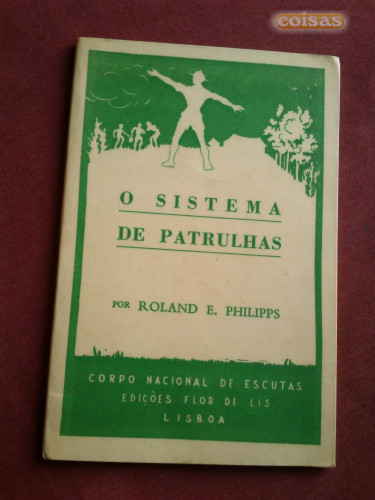 coisas
O SISTEMA
DE PATRULHAS
POR ROLAND E. PHILIPPS
CORPO NACIONAL DE ESCUTAS
EDIÇÕES FLOR DE LIS
LISBOA